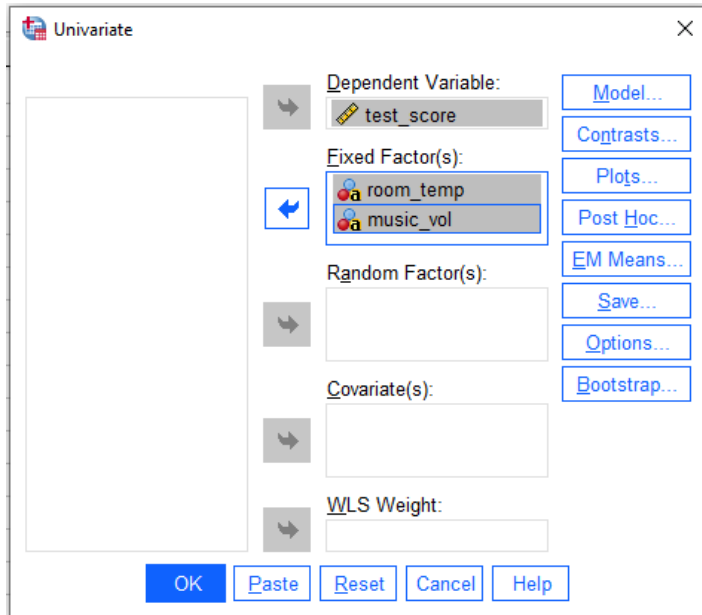 Univariate
Dependent Variable:
test_score
Fixed Factor(s):
a room_temp
a music_vol
Random Factor(s):
Covariate(s):
WLS Weight:
Model...
Contrasts...
Plots...
Post Hoc...
EM Means...
Save...
Options...
Bootstrap...
OK Paste Reset Cancel Help